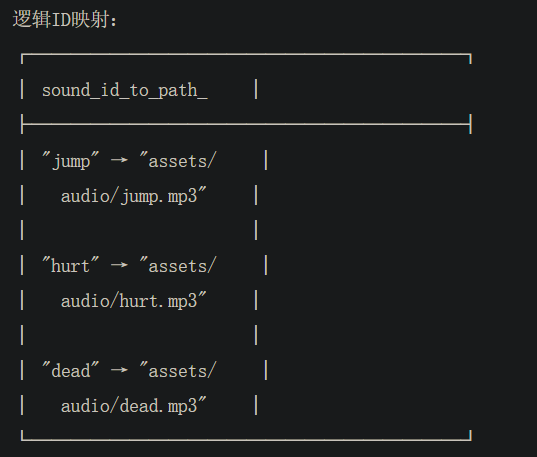 逻辑ID映射:
sound_id_to_path_
"jump" → "assets/
audio/jump.mp3"
"hurt" → "assets/
audio/hurt.mp3"
"dead" → "assets/
audio/dead.mp3"